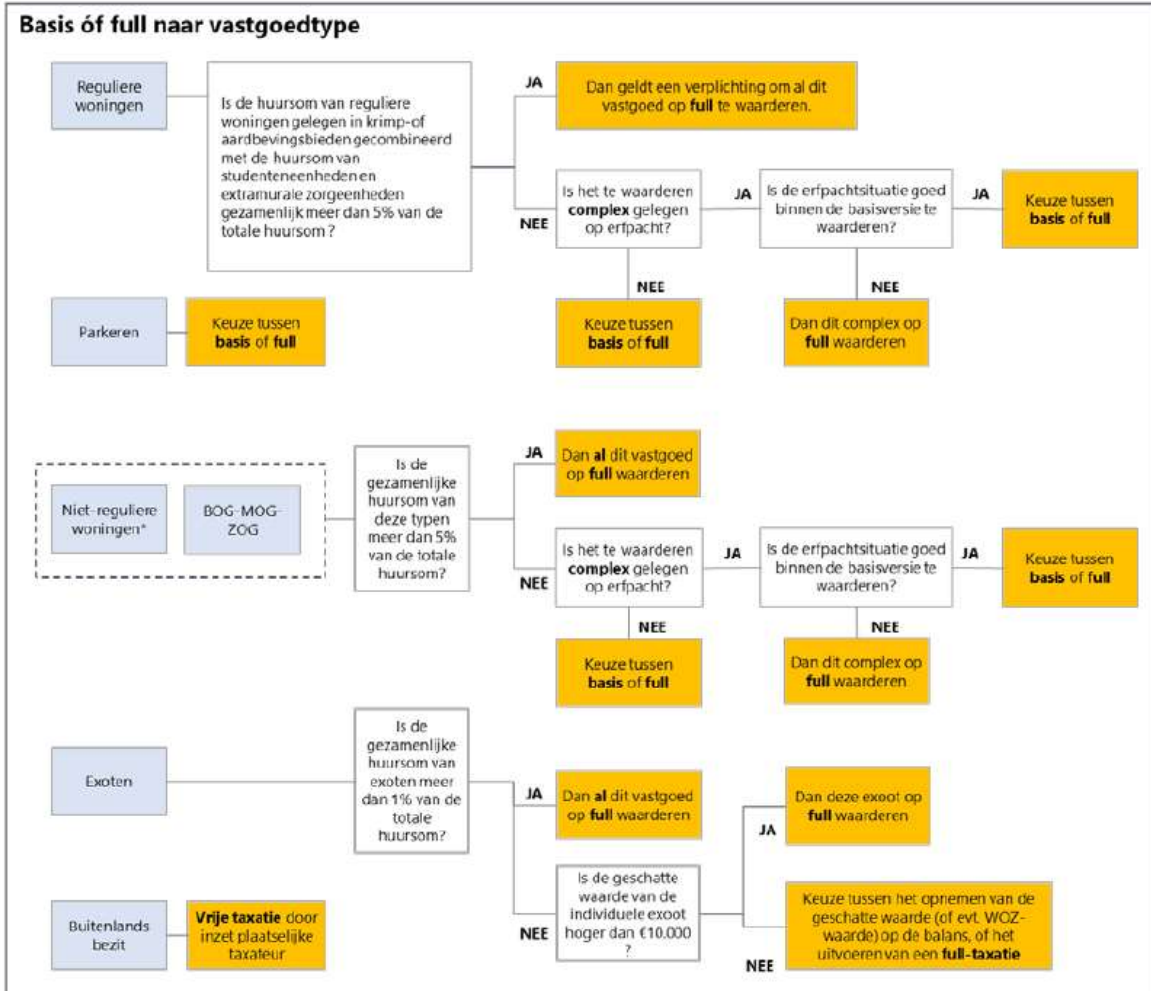 Basis óf full naar vastgoedtype
Reguliere
woningen
Is de huursom van reguliere
woningen gelegen in krimp-of
aardbevingsbieden gecombineerd
met de huursom van
studenteneenheden en
extramurale zorgeenheden
gezamenlijk meer dan 5% van de
totale huursom ?
JA
Dan geldt een verplichting om al dit
vastgoed op full te waarderen.
NEE
Is het te waarderen
complex gelegen
op erfpacht?
JA
Is de erfpachtsituatie goed
binnen de basisversie te
waarderen?
JA
Keuze tussen
basis of full
NEE
Keuze tussen
basis of full
NEE
Dan dit complex op
full waarderen
Parkeren
Keuze tussen
basis of full
Niet-reguliere
woningen*
BOG-MOG-
ZOG
Is de
gezamenlijke
huursom van
deze typen
meer dan 5%
van de totale
huursom?
JA
Dan al dit vastgoed
op full waarderen
NEE
Is het te waarderen
complex gelegen
op erfpacht?
JA
Is de erfpachtsituatie goed
binnen de basisversie te
waarderen?
JA
Keuze tussen
basis of full
NEE
Keuze tussen
basis of full
NEE
Dan dit complex op
full waarderen
Exoten
Is de
gezamenlijke
huursom van
exoten meer
dan 1% van de
totale
huursom?
JA
Dan al dit vastgoed
op full waarderen
NEE
Is de geschatte
waarde van de
individuele exoot
hoger dan €10.000
?
JA
Dan deze exoot op
full waarderen
NEE
Keuze tussen het opnemen van de
geschatte waarde (of evt. WOZ-
waarde) op de balans, of het
uitvoeren van een full-taxatie
Buitenlands
bezit
Vrije taxatie door
inzet plaatselijke
taxateur